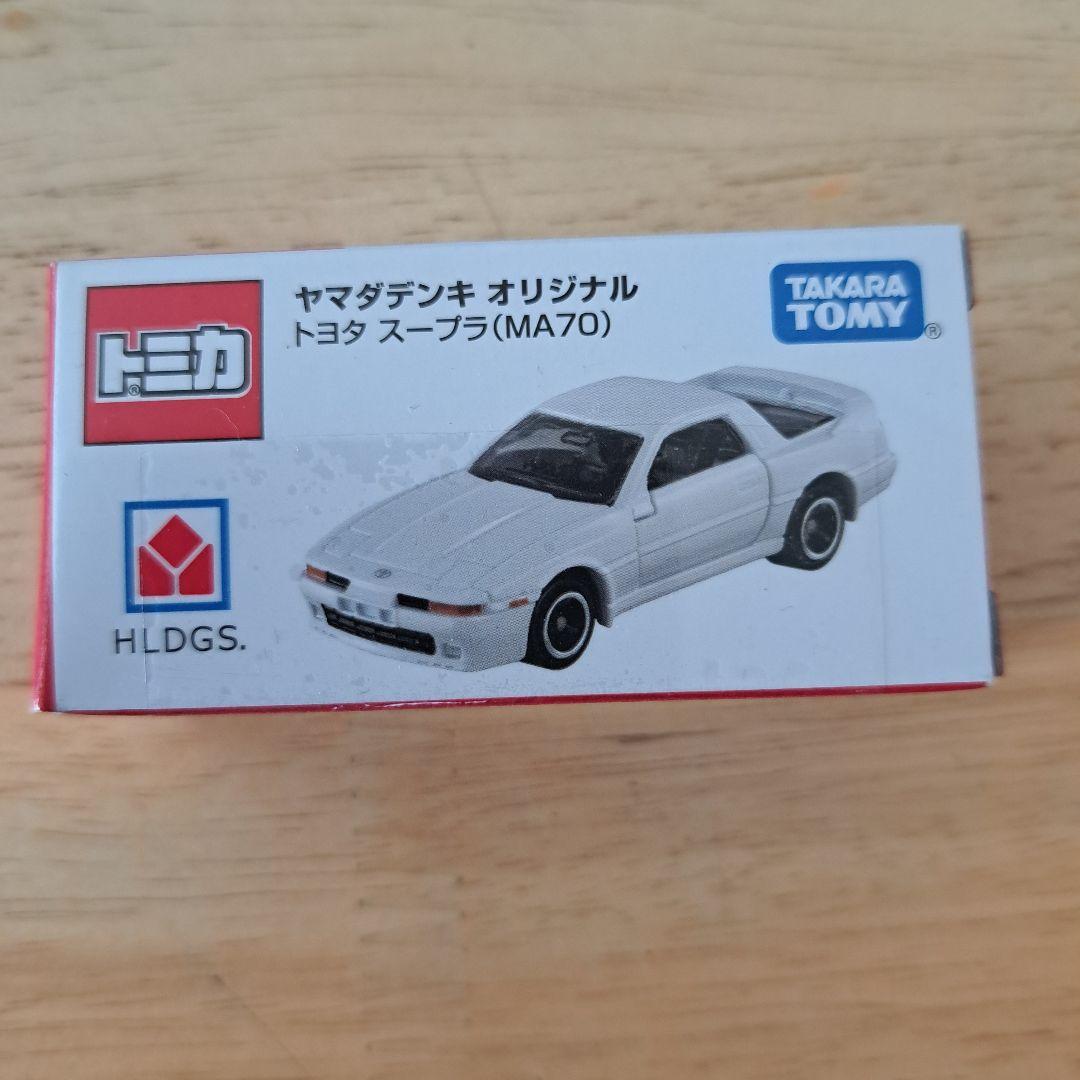 トミカ®
ヤマダデンキ オリジナル
トヨタ スープラ(MA70)
TAKARA
TOMY®
HLDGS.